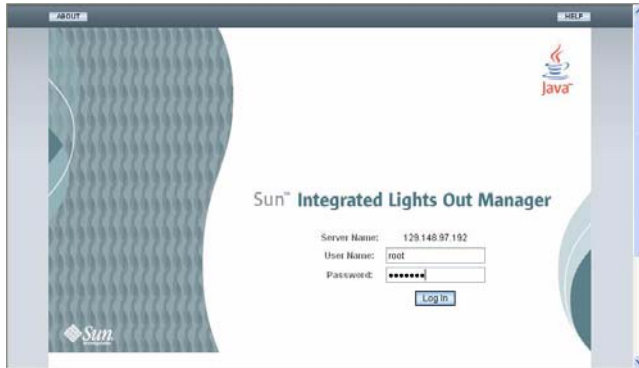 ABOUT
HELP
Java™
Sun™ Integrated Lights Out Manager
Server Name: 129.148.97.192
User Name: root
Password: •••••••
Log In
Sun